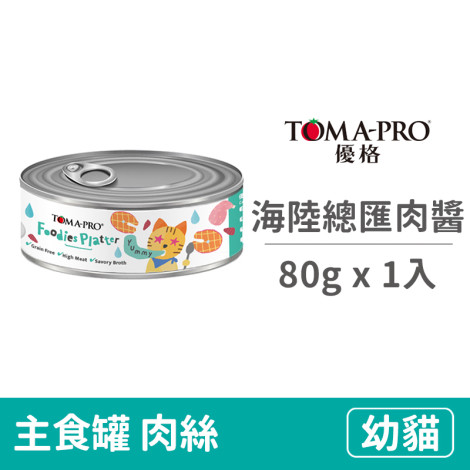 TOMA-PRO®
優格
海陸總匯肉醬
80g x 1入
TOMA-PRO®
Foodies Platter
Yummy
Grain Free ✔ High Meat ✔ Savory Broth
主食罐 肉絲
幼貓